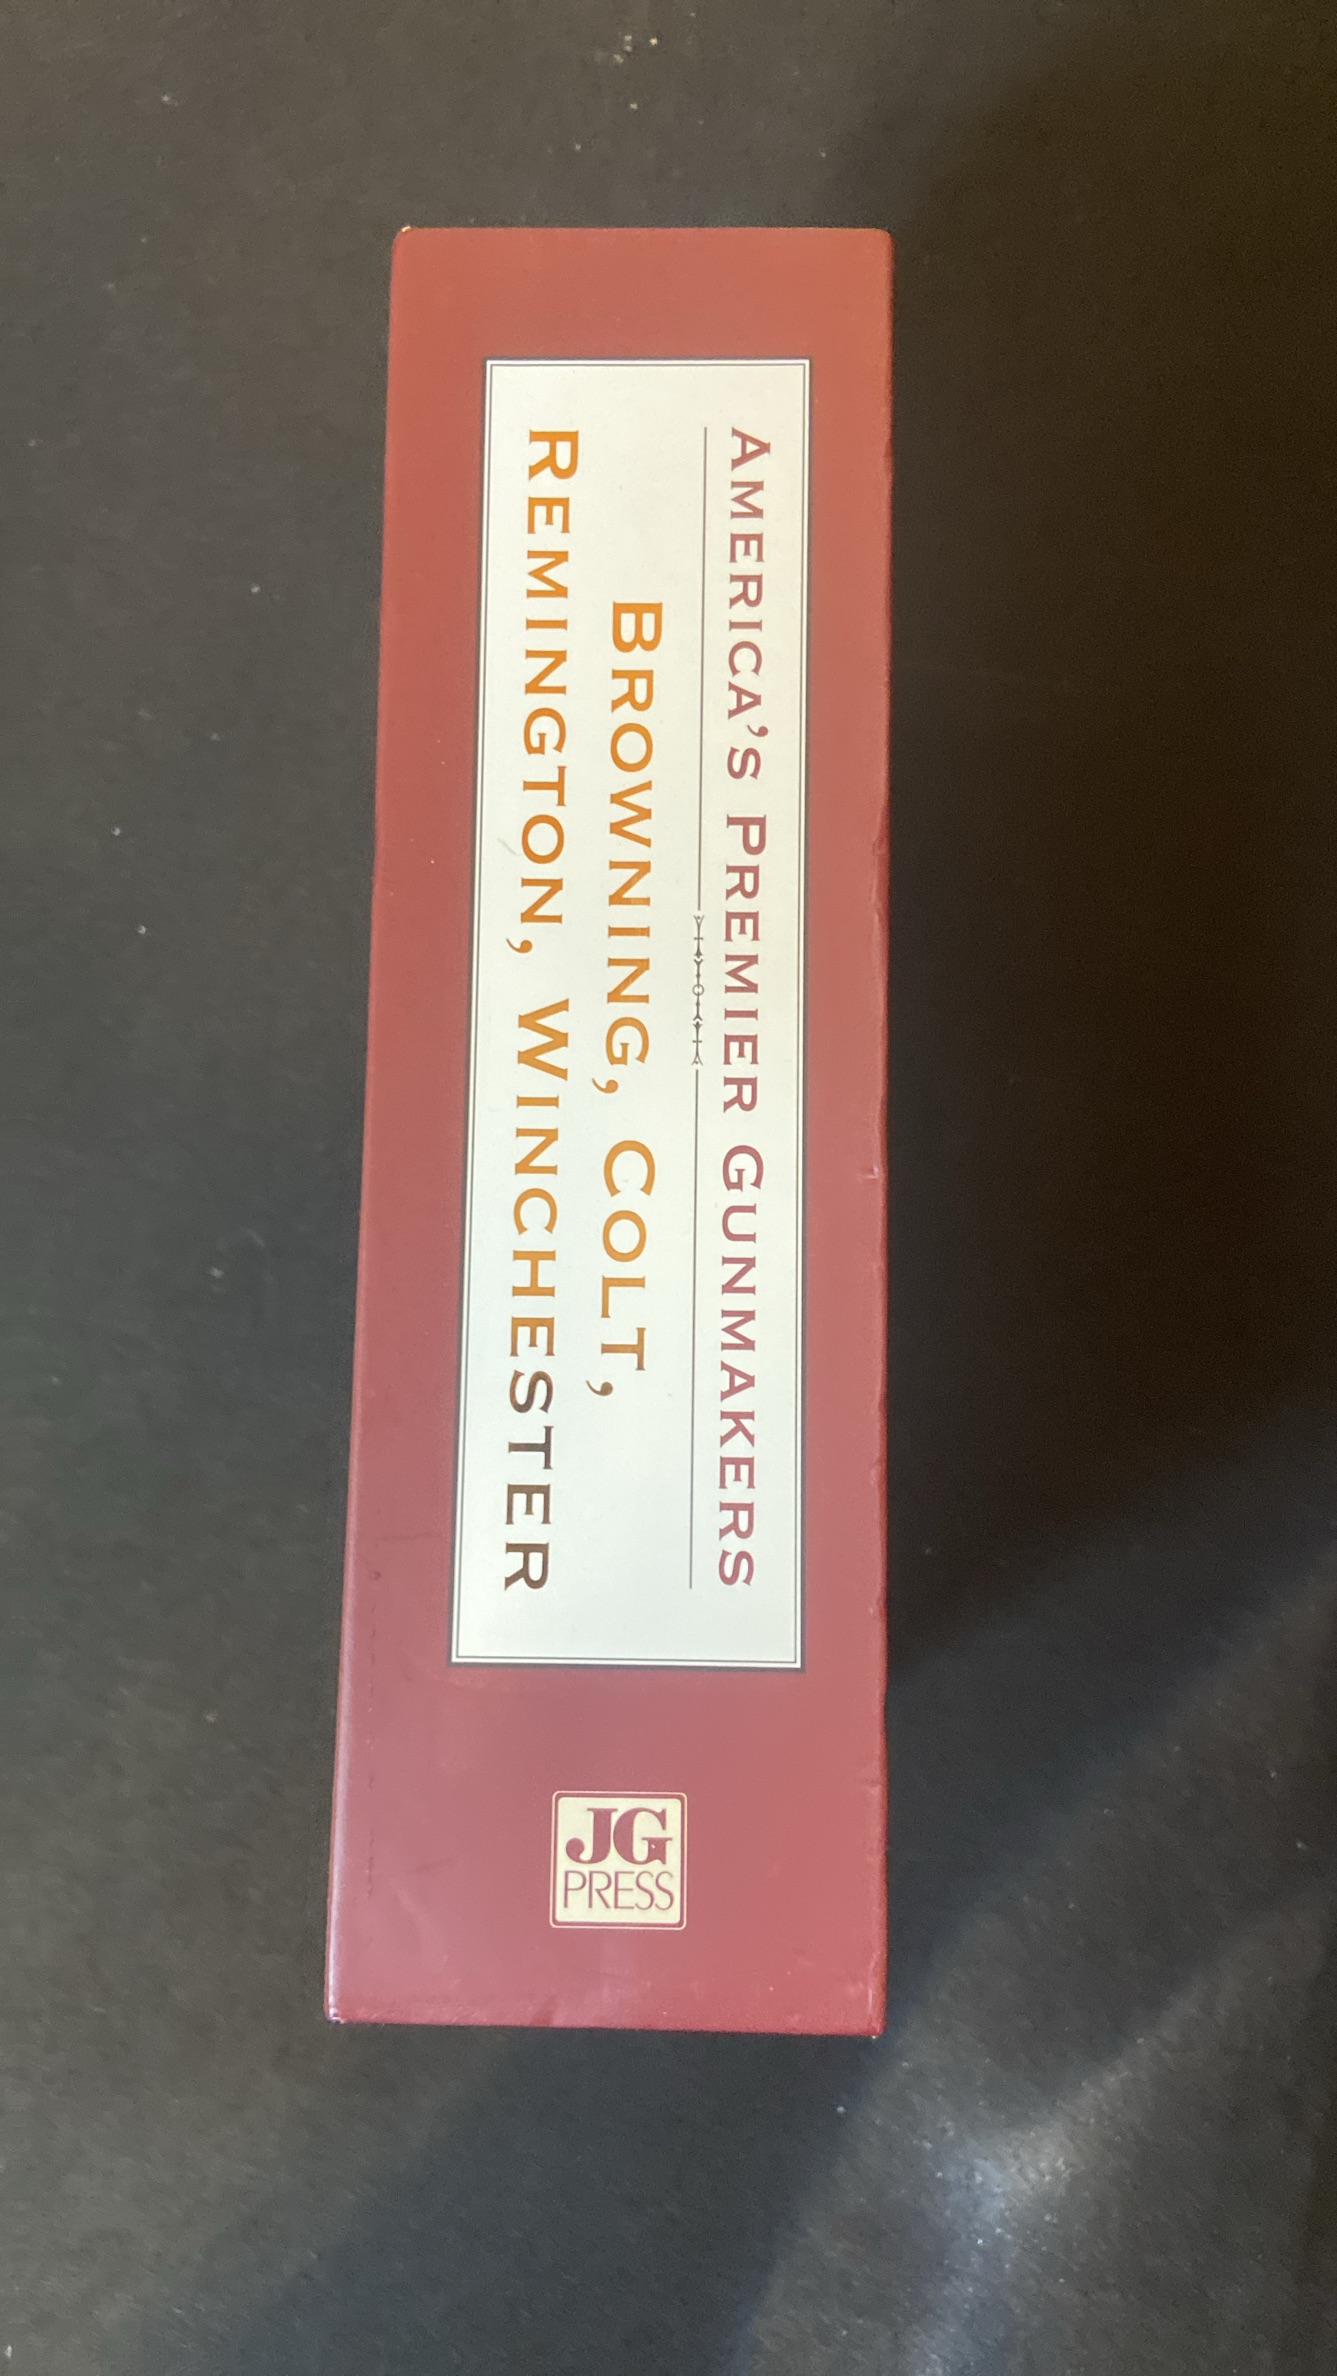 AMERICA'S PREMIER GUNMAKERS
BROWNING, COLT,
REMINGTON, WINCHESTER
JG
PRESS